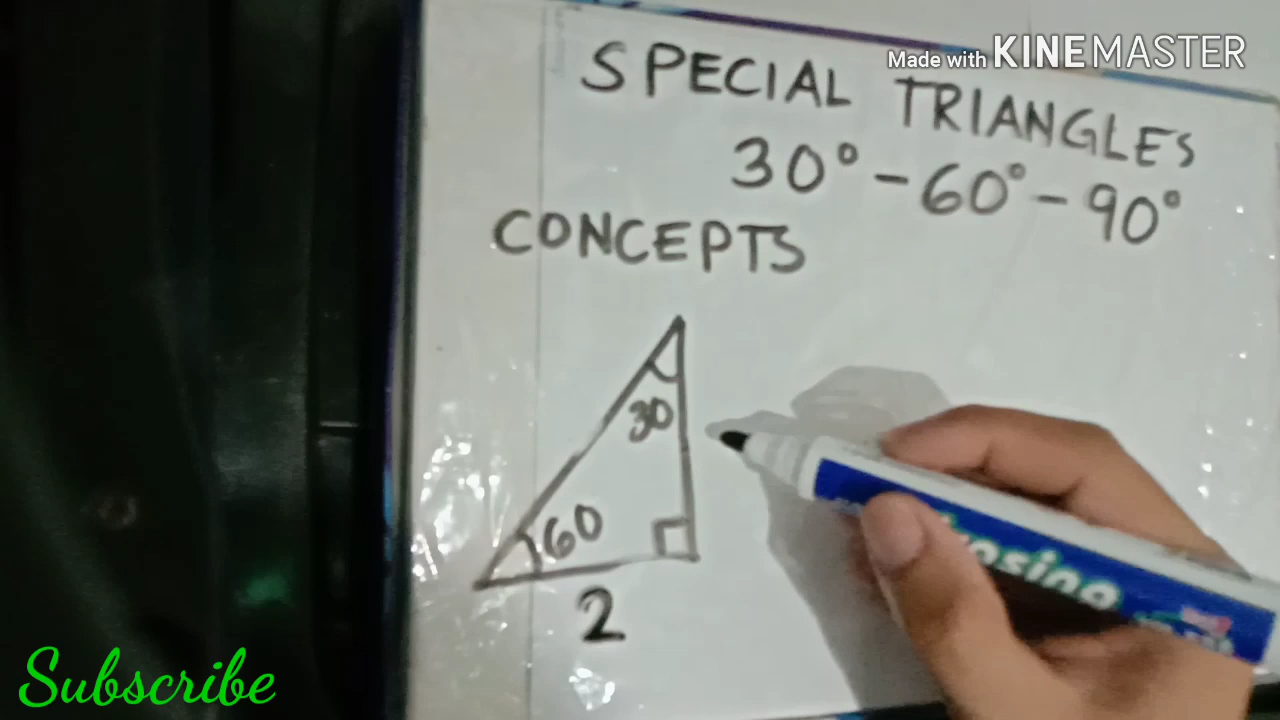 Made with KINEMASTER
SPECIAL TRIANGLES
30° - 60° - 90°
CONCEPTS
30
60
2
Subscribe